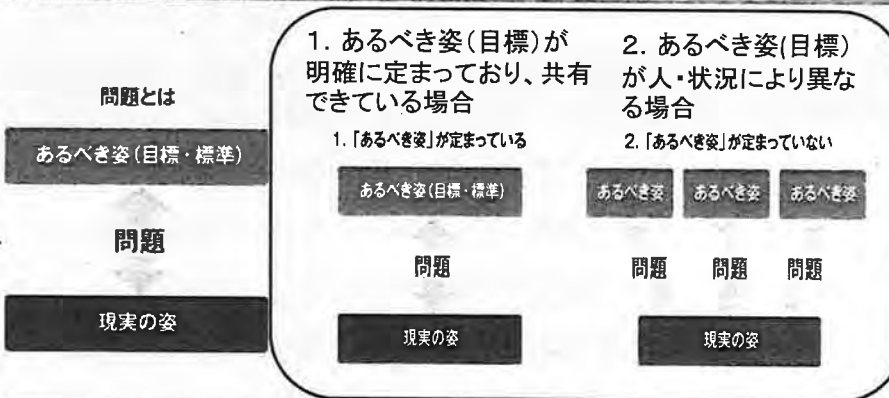 問題とは
あるべき姿(目標・標準)
問題
現実の姿
1. あるべき姿(目標)が
明確に定まっており、共有
できている場合
1.「あるべき姿」が定まっている
あるべき姿(目標・標準)
問題
現実の姿
2. あるべき姿(目標)
が人・状況により異な
る場合
2.「あるべき姿」が定まっていない
あるべき姿 あるべき姿 あるべき姿
問題 問題 問題
現実の姿